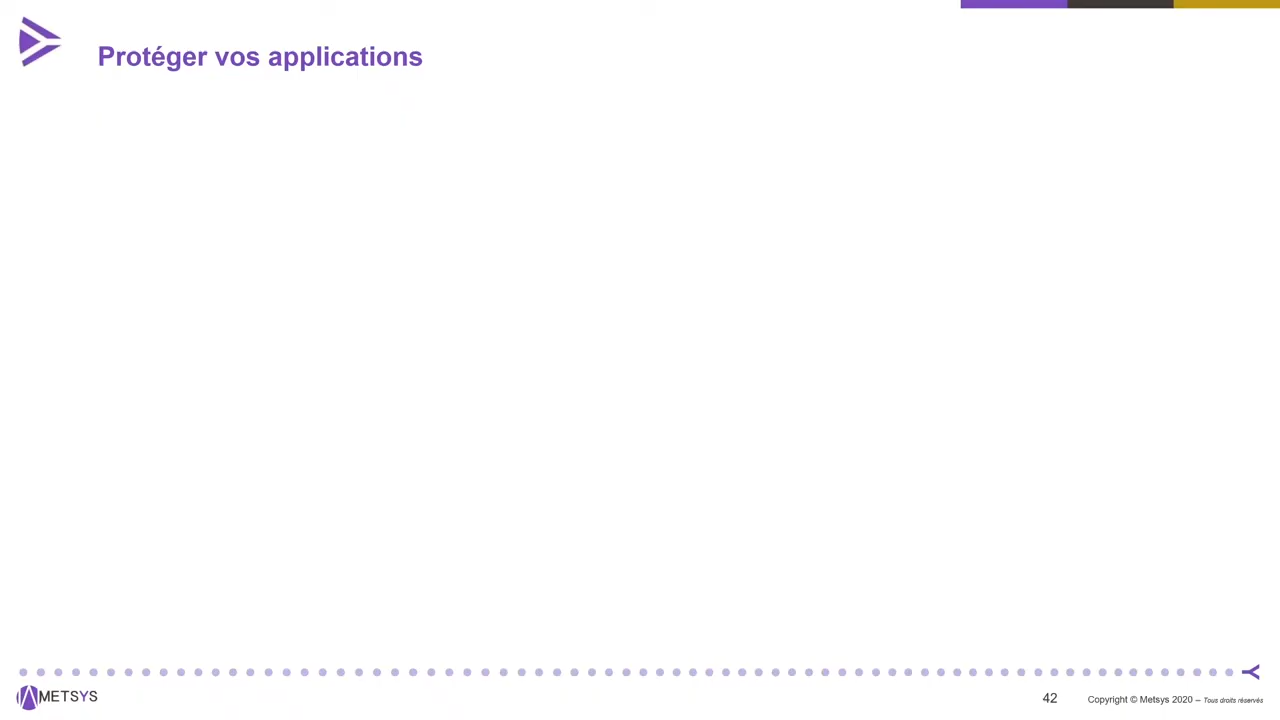 Protéger vos applications
METSYS
42
Copyright © Metsys 2020 – Tous droits réservés